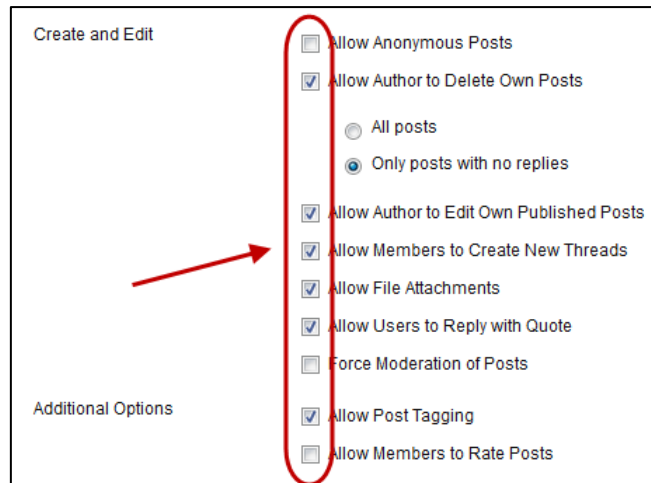 Create and Edit
Allow Anonymous Posts
Allow Author to Delete Own Posts
All posts
Only posts with no replies
Allow Author to Edit Own Published Posts
Allow Members to Create New Threads
Allow File Attachments
Allow Users to Reply with Quote
Force Moderation of Posts
Additional Options
Allow Post Tagging
Allow Members to Rate Posts